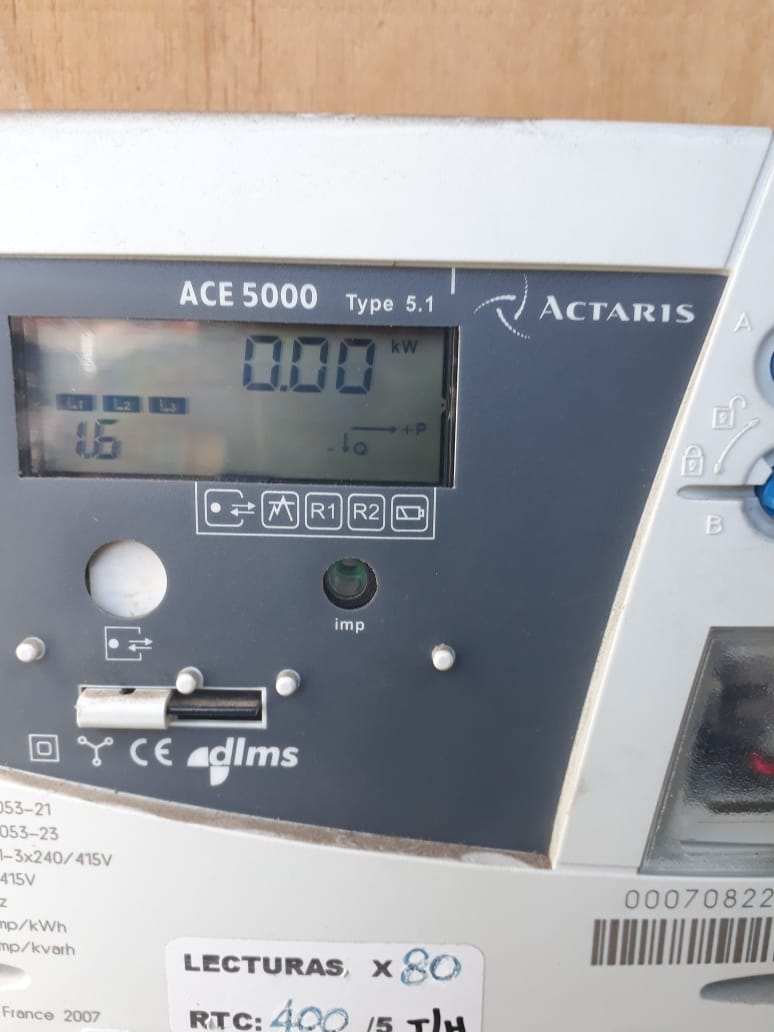 ACE 5000 Type 5.1
ACTARIS
A
0.00 kW
L1 L2 L3
1.6
+P
-
Q
R1 R2
B
imp
CE dlms
053-21
053-23
-3x240/415V
415V
z
mp/kWh
mp/kvarh
France 2007
00070822
LECTURAS X 80
RTC: 400 /5 T/H